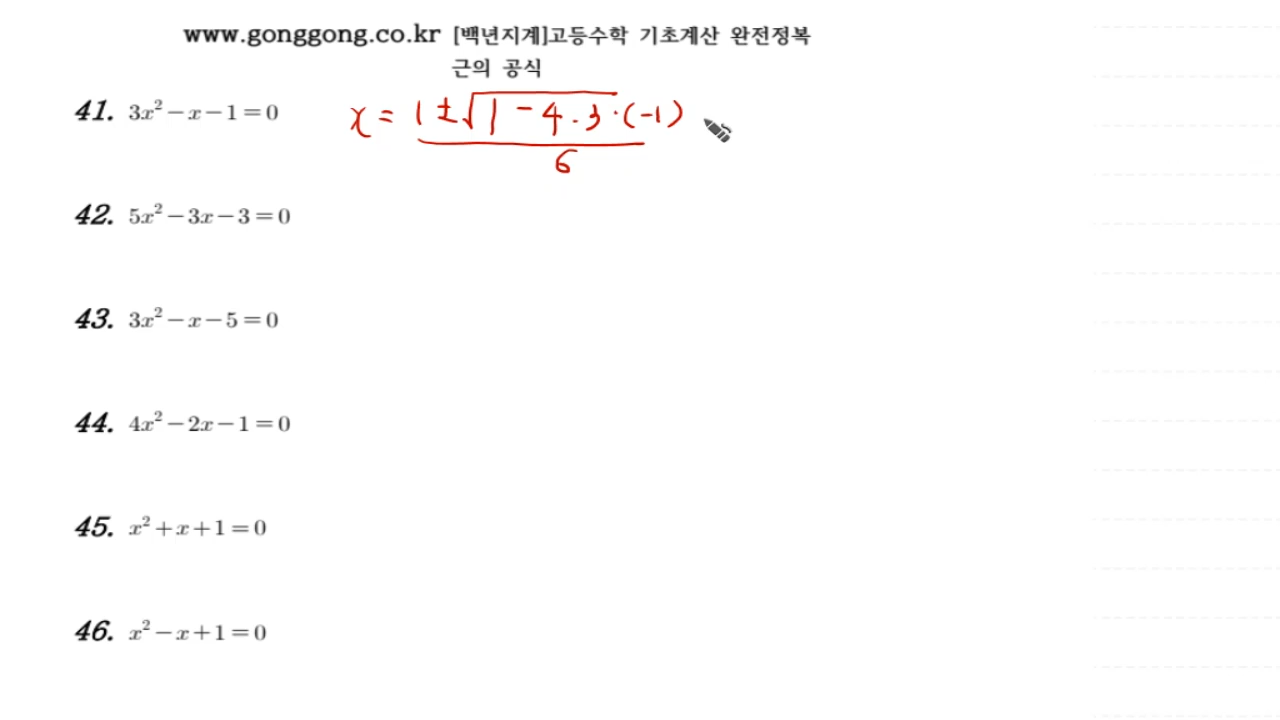 www.gonggong.co.kr [백년지계]고등수학 기초계산 완전정복
근의 공식
41. 3x² − x − 1 = 0 x = (1 ± √(1 − 4 · 3 · (−1))) / 6
42. 5x² − 3x − 3 = 0
43. 3x² − x − 5 = 0
44. 4x² − 2x − 1 = 0
45. x² + x + 1 = 0
46. x² − x + 1 = 0